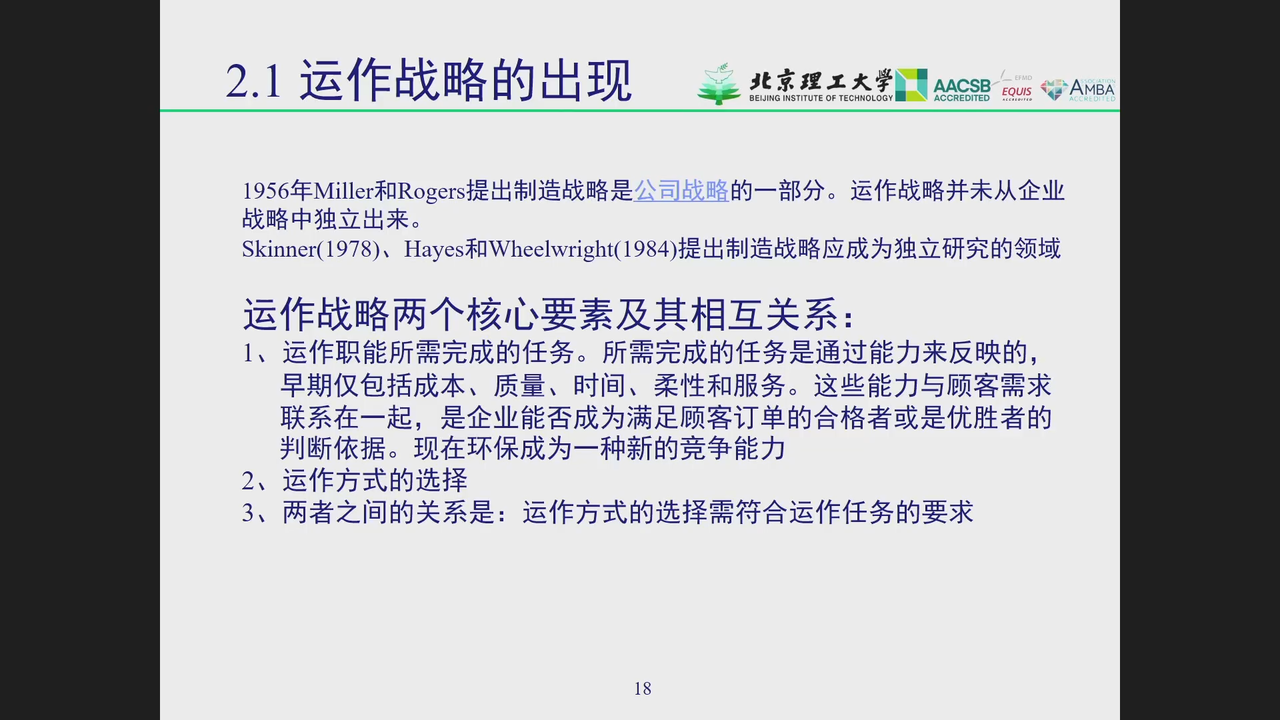 2.1 运作战略的出现
北京理工大学
BEIJING INSTITUTE OF TECHNOLOGY
AACSB
ACCREDITED
EFMD
EQUIS
ACCREDITED
ASSOCIATION
AMBA
ACCREDITED
1956年Miller和Rogers提出制造战略是公司战略的一部分。运作战略并未从企业
战略中独立出来。
Skinner(1978)、Hayes和Wheelwright(1984)提出制造战略应成为独立研究的领域
运作战略两个核心要素及其相互关系：
1、运作职能所需完成的任务。所需完成的任务是通过能力来反映的，
早期仅包括成本、质量、时间、柔性和服务。这些能力与顾客需求
联系在一起，是企业能否成为满足顾客订单的合格者或是优胜者的
判断依据。现在环保成为一种新的竞争能力
2、运作方式的选择
3、两者之间的关系是：运作方式的选择需符合运作任务的要求
18